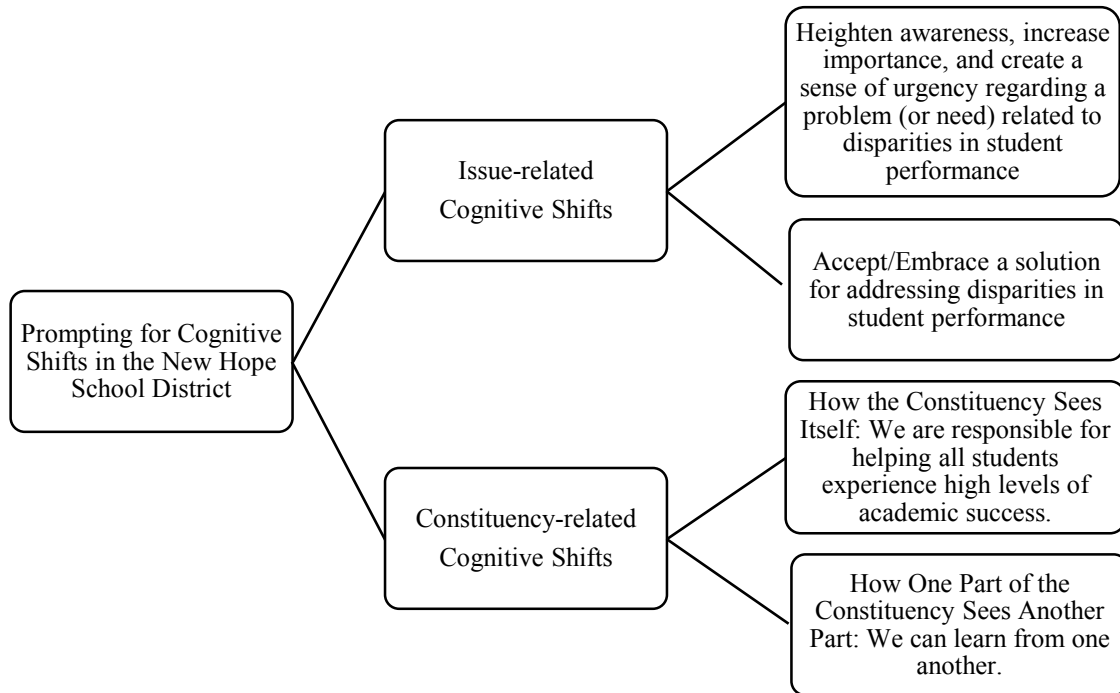 Prompting for Cognitive
Shifts in the New Hope
School District
Issue-related
Cognitive Shifts
Heighten awareness, increase
importance, and create a
sense of urgency regarding a
problem (or need) related to
disparities in student
performance
Accept/Embrace a solution
for addressing disparities in
student performance
Constituency-related
Cognitive Shifts
How the Constituency Sees
Itself: We are responsible for
helping all students
experience high levels of
academic success.
How One Part of the
Constituency Sees Another
Part: We can learn from one
another.